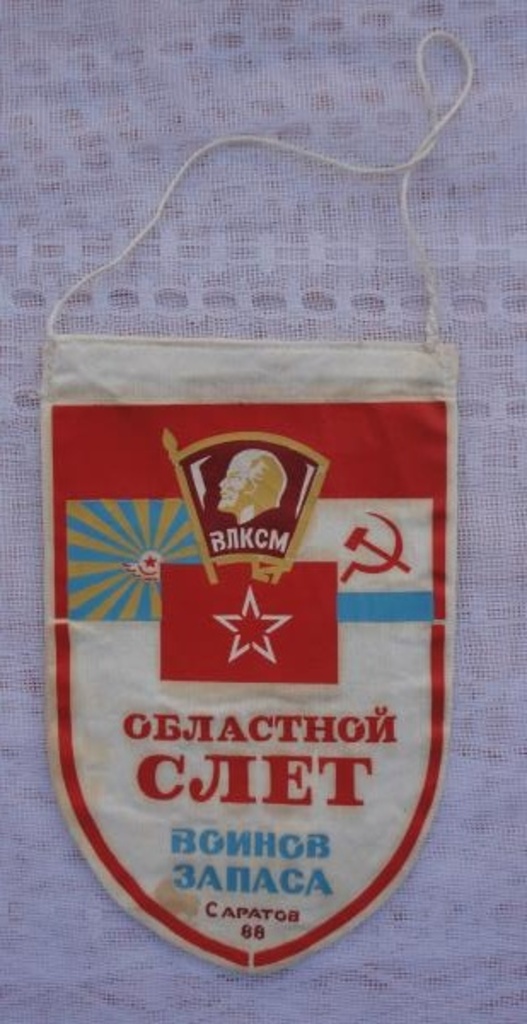 ВЛКСМ
ОБЛАСТНОЙ
СЛЕТ
ВОИНОВ
ЗАПАСА
САРАТОВ
88